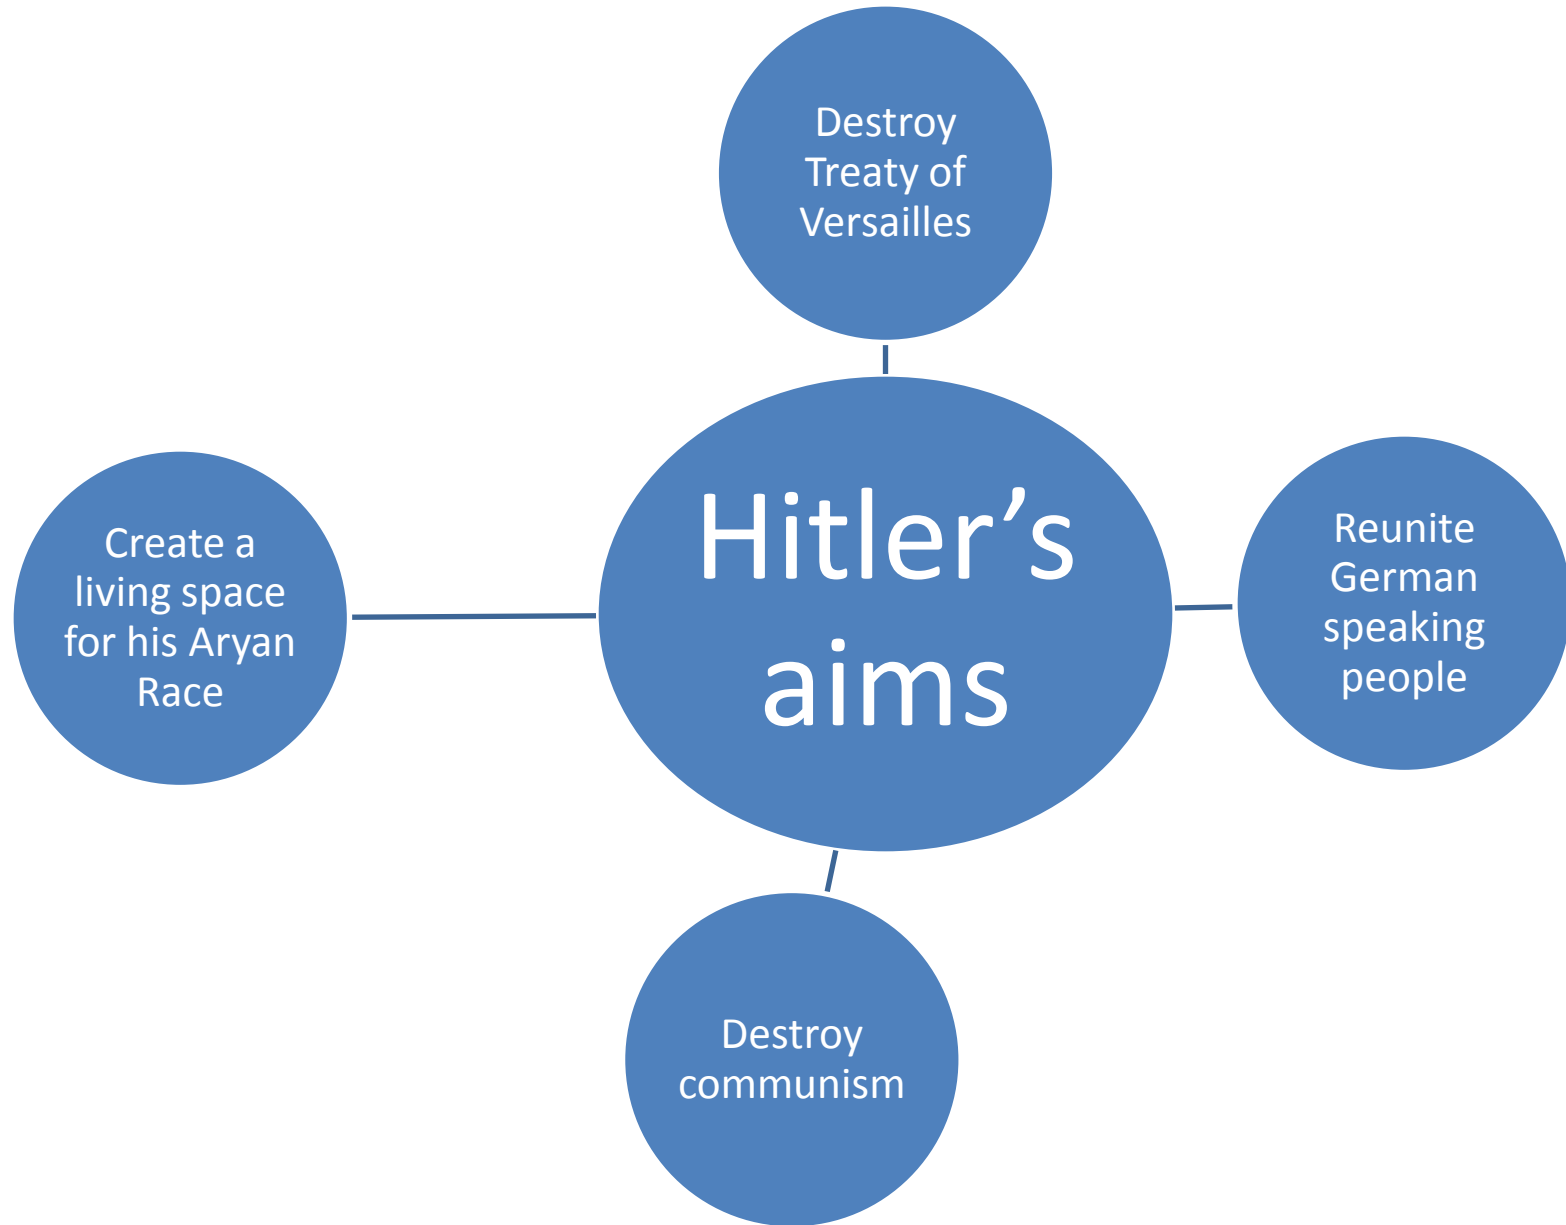 Destroy
Treaty of
Versailles
Hitler’s
aims
Create a
living space
for his Aryan
Race
Reunite
German
speaking
people
Destroy
communism